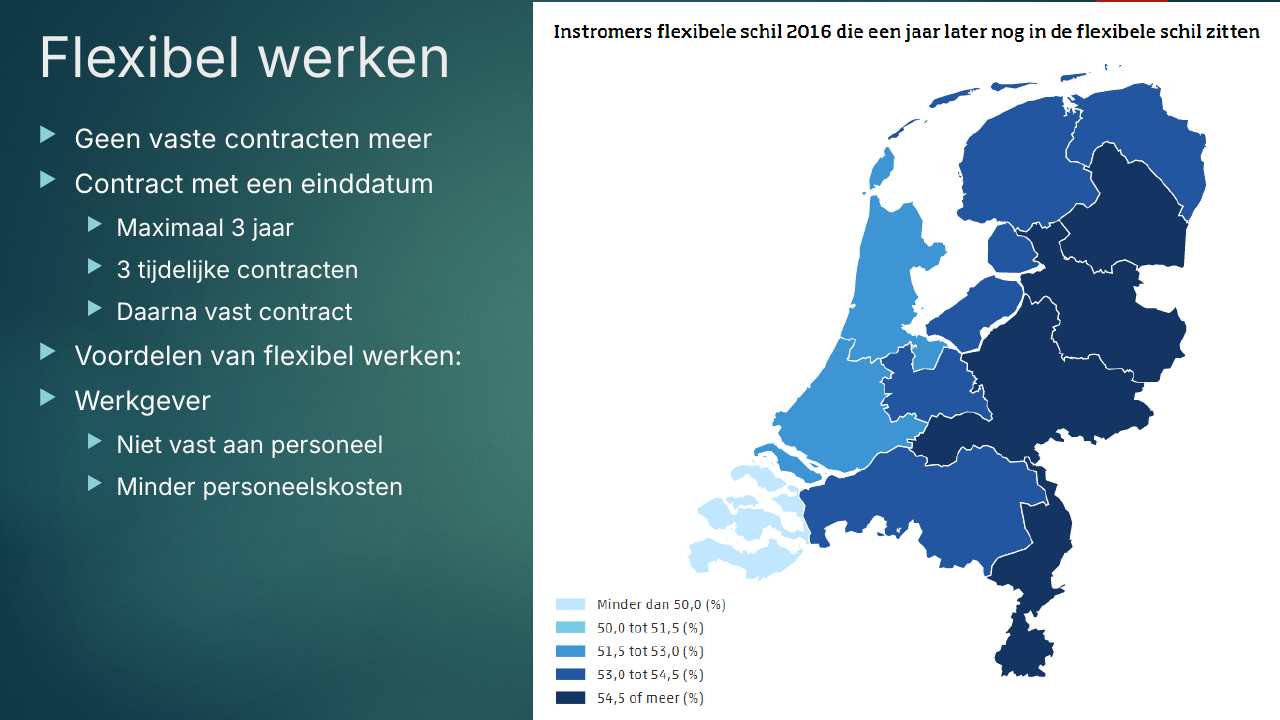 Flexibel werken
Geen vaste contracten meer
Contract met een einddatum
Maximaal 3 jaar
3 tijdelijke contracten
Daarna vast contract
Voordelen van flexibel werken:
Werkgever
Niet vast aan personeel
Minder personeelskosten
Instromers flexibele schil 2016 die een jaar later nog in de flexibele schil zitten
Minder dan 50,0 (%)
50,0 tot 51,5 (%)
51,5 tot 53,0 (%)
53,0 tot 54,5 (%)
54,5 of meer (%)